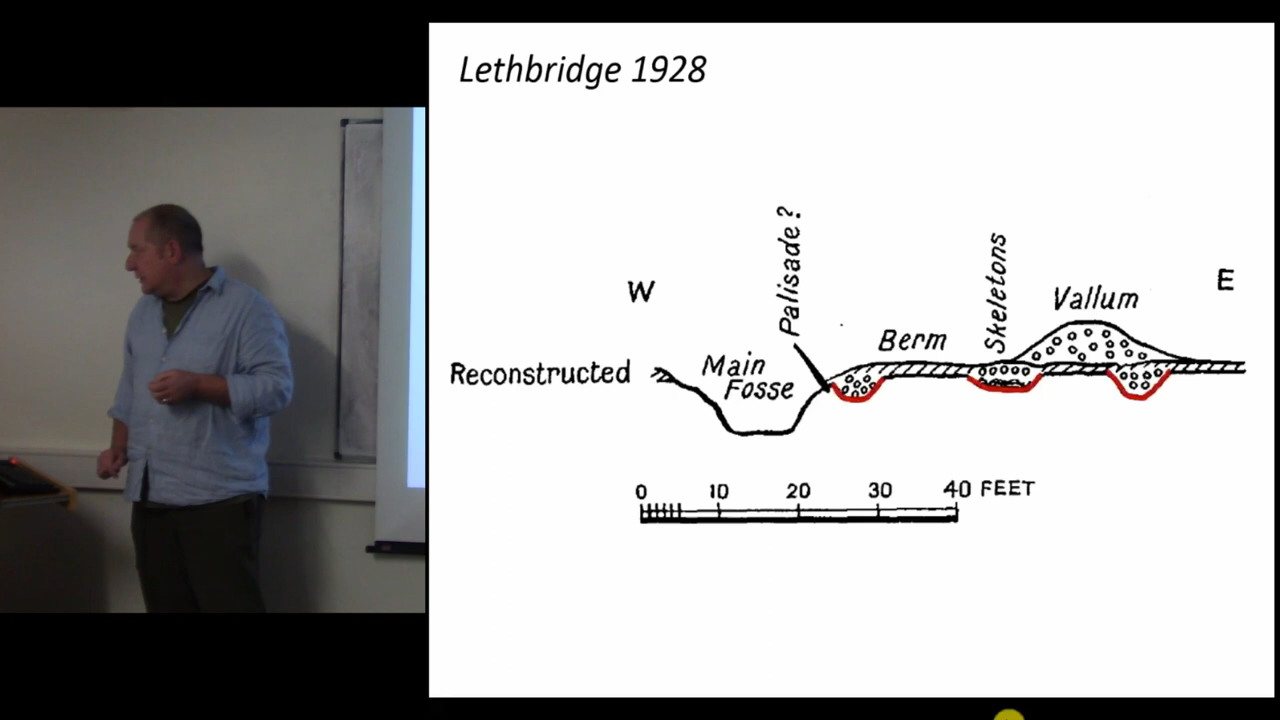 Lethbridge 1928
Palisade?
Skeletons
W
E
Vallum
Berm
Reconstructed
Main
Fosse
0 10 20 30 40 FEET